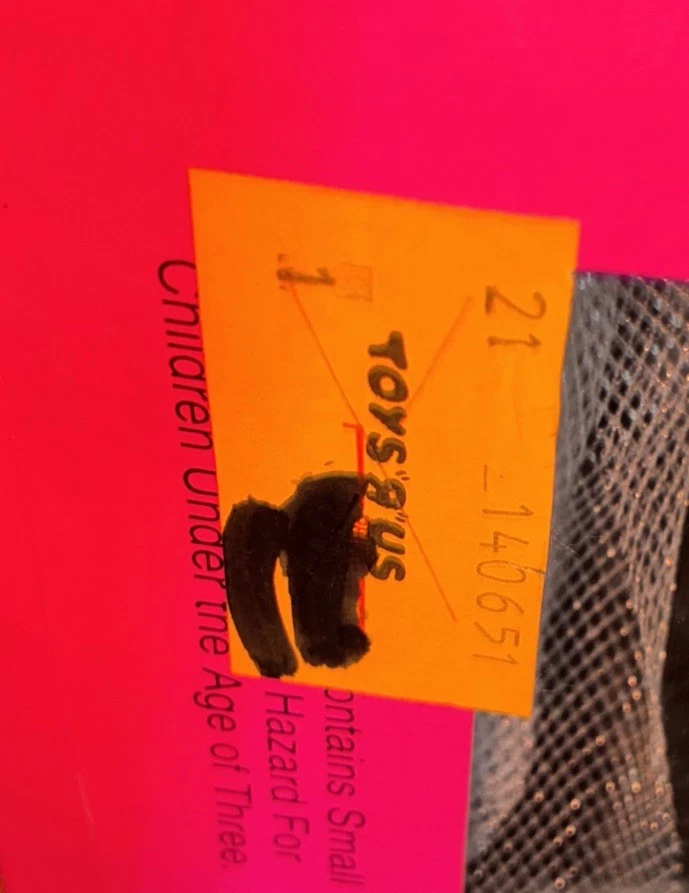 21 - 140651
TOYS "R" US
1
ontains Small
Hazard For
Children Under the Age of Three.